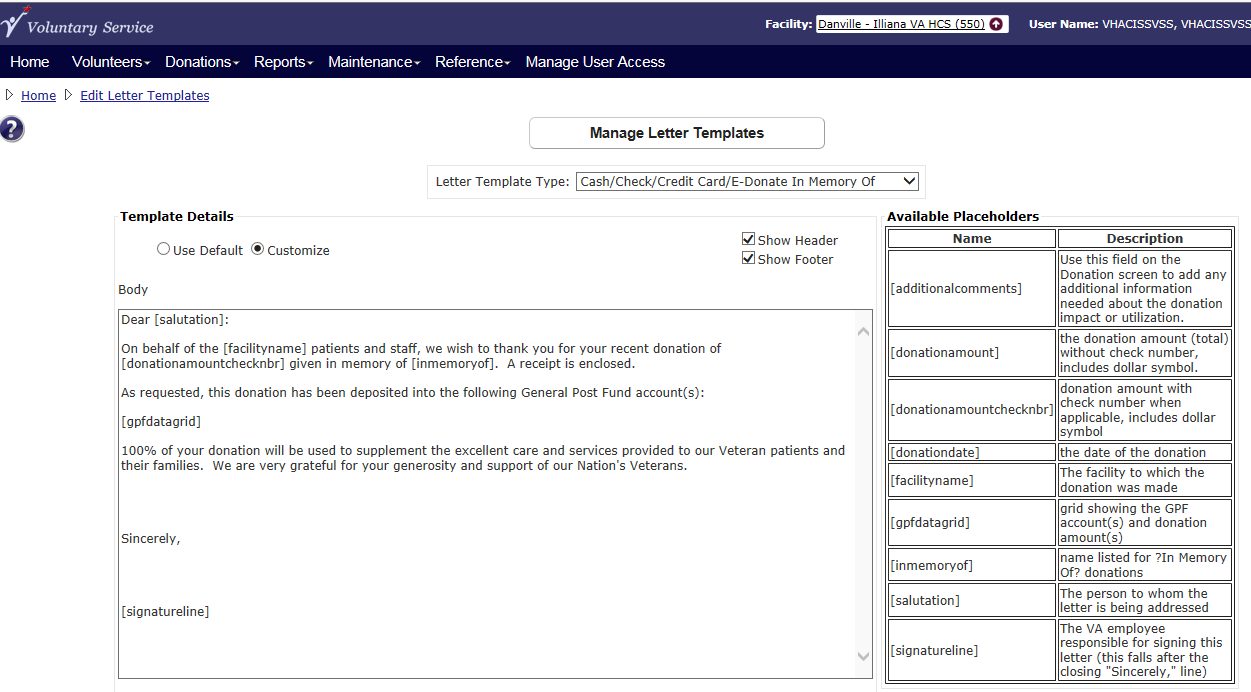 Voluntary Service
Facility: Danville - Illiana VA HCS (550) User Name: VHACISSVSS, VHACISSVSS
Home Volunteers Donations Reports Maintenance Reference Manage User Access
Home Edit Letter Templates
?
Manage Letter Templates
Letter Template Type: Cash/Check/Credit Card/E-Donate In Memory Of
Template Details
Use Default Customize
Show Header
Show Footer
Body
Dear [salutation]:
On behalf of the [facilityname] patients and staff, we wish to thank you for your recent donation of
[donationamountchecknbr] given in memory of [inmemoryof].  A receipt is enclosed.
As requested, this donation has been deposited into the following General Post Fund account(s):
[gpfdatagrid]
100% of your donation will be used to supplement the excellent care and services provided to our Veteran patients and
their families.  We are very grateful for your generosity and support of our Nation's Veterans.
Sincerely,
[signatureline]
Available Placeholders
Name Description
[additionalcomments]
Use this field on the
Donation screen to add any
additional information
needed about the donation
impact or utilization.
[donationamount]
the donation amount (total)
without check number,
includes dollar symbol.
[donationamountchecknbr]
donation amount with
check number when
applicable, includes dollar
symbol
[donationdate] the date of the donation
[facilityname]
The facility to which the
donation was made
[gpfdatagrid]
grid showing the GPF
account(s) and donation
amount(s)
[inmemoryof]
name listed for ?In Memory
Of? donations
[salutation]
The person to whom the
letter is being addressed
[signatureline]
The VA employee
responsible for signing this
letter (this falls after the
closing "Sincerely," line)